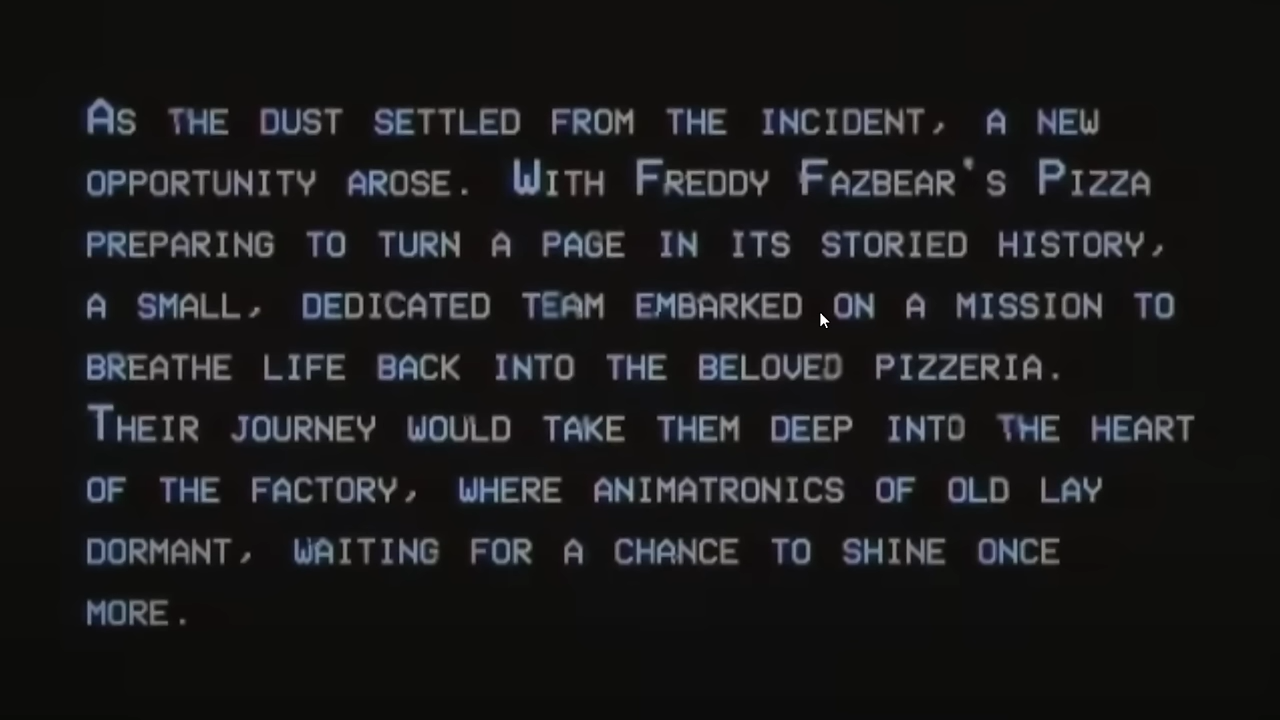 As the dust settled from the incident, a new
opportunity arose. With Freddy Fazbear's Pizza
preparing to turn a page in its storied history,
a small, dedicated team embarked on a mission to
breathe life back into the beloved pizzeria.
Their journey would take them deep into the heart
of the factory, where animatronics of old lay
dormant, waiting for a chance to shine once
more.